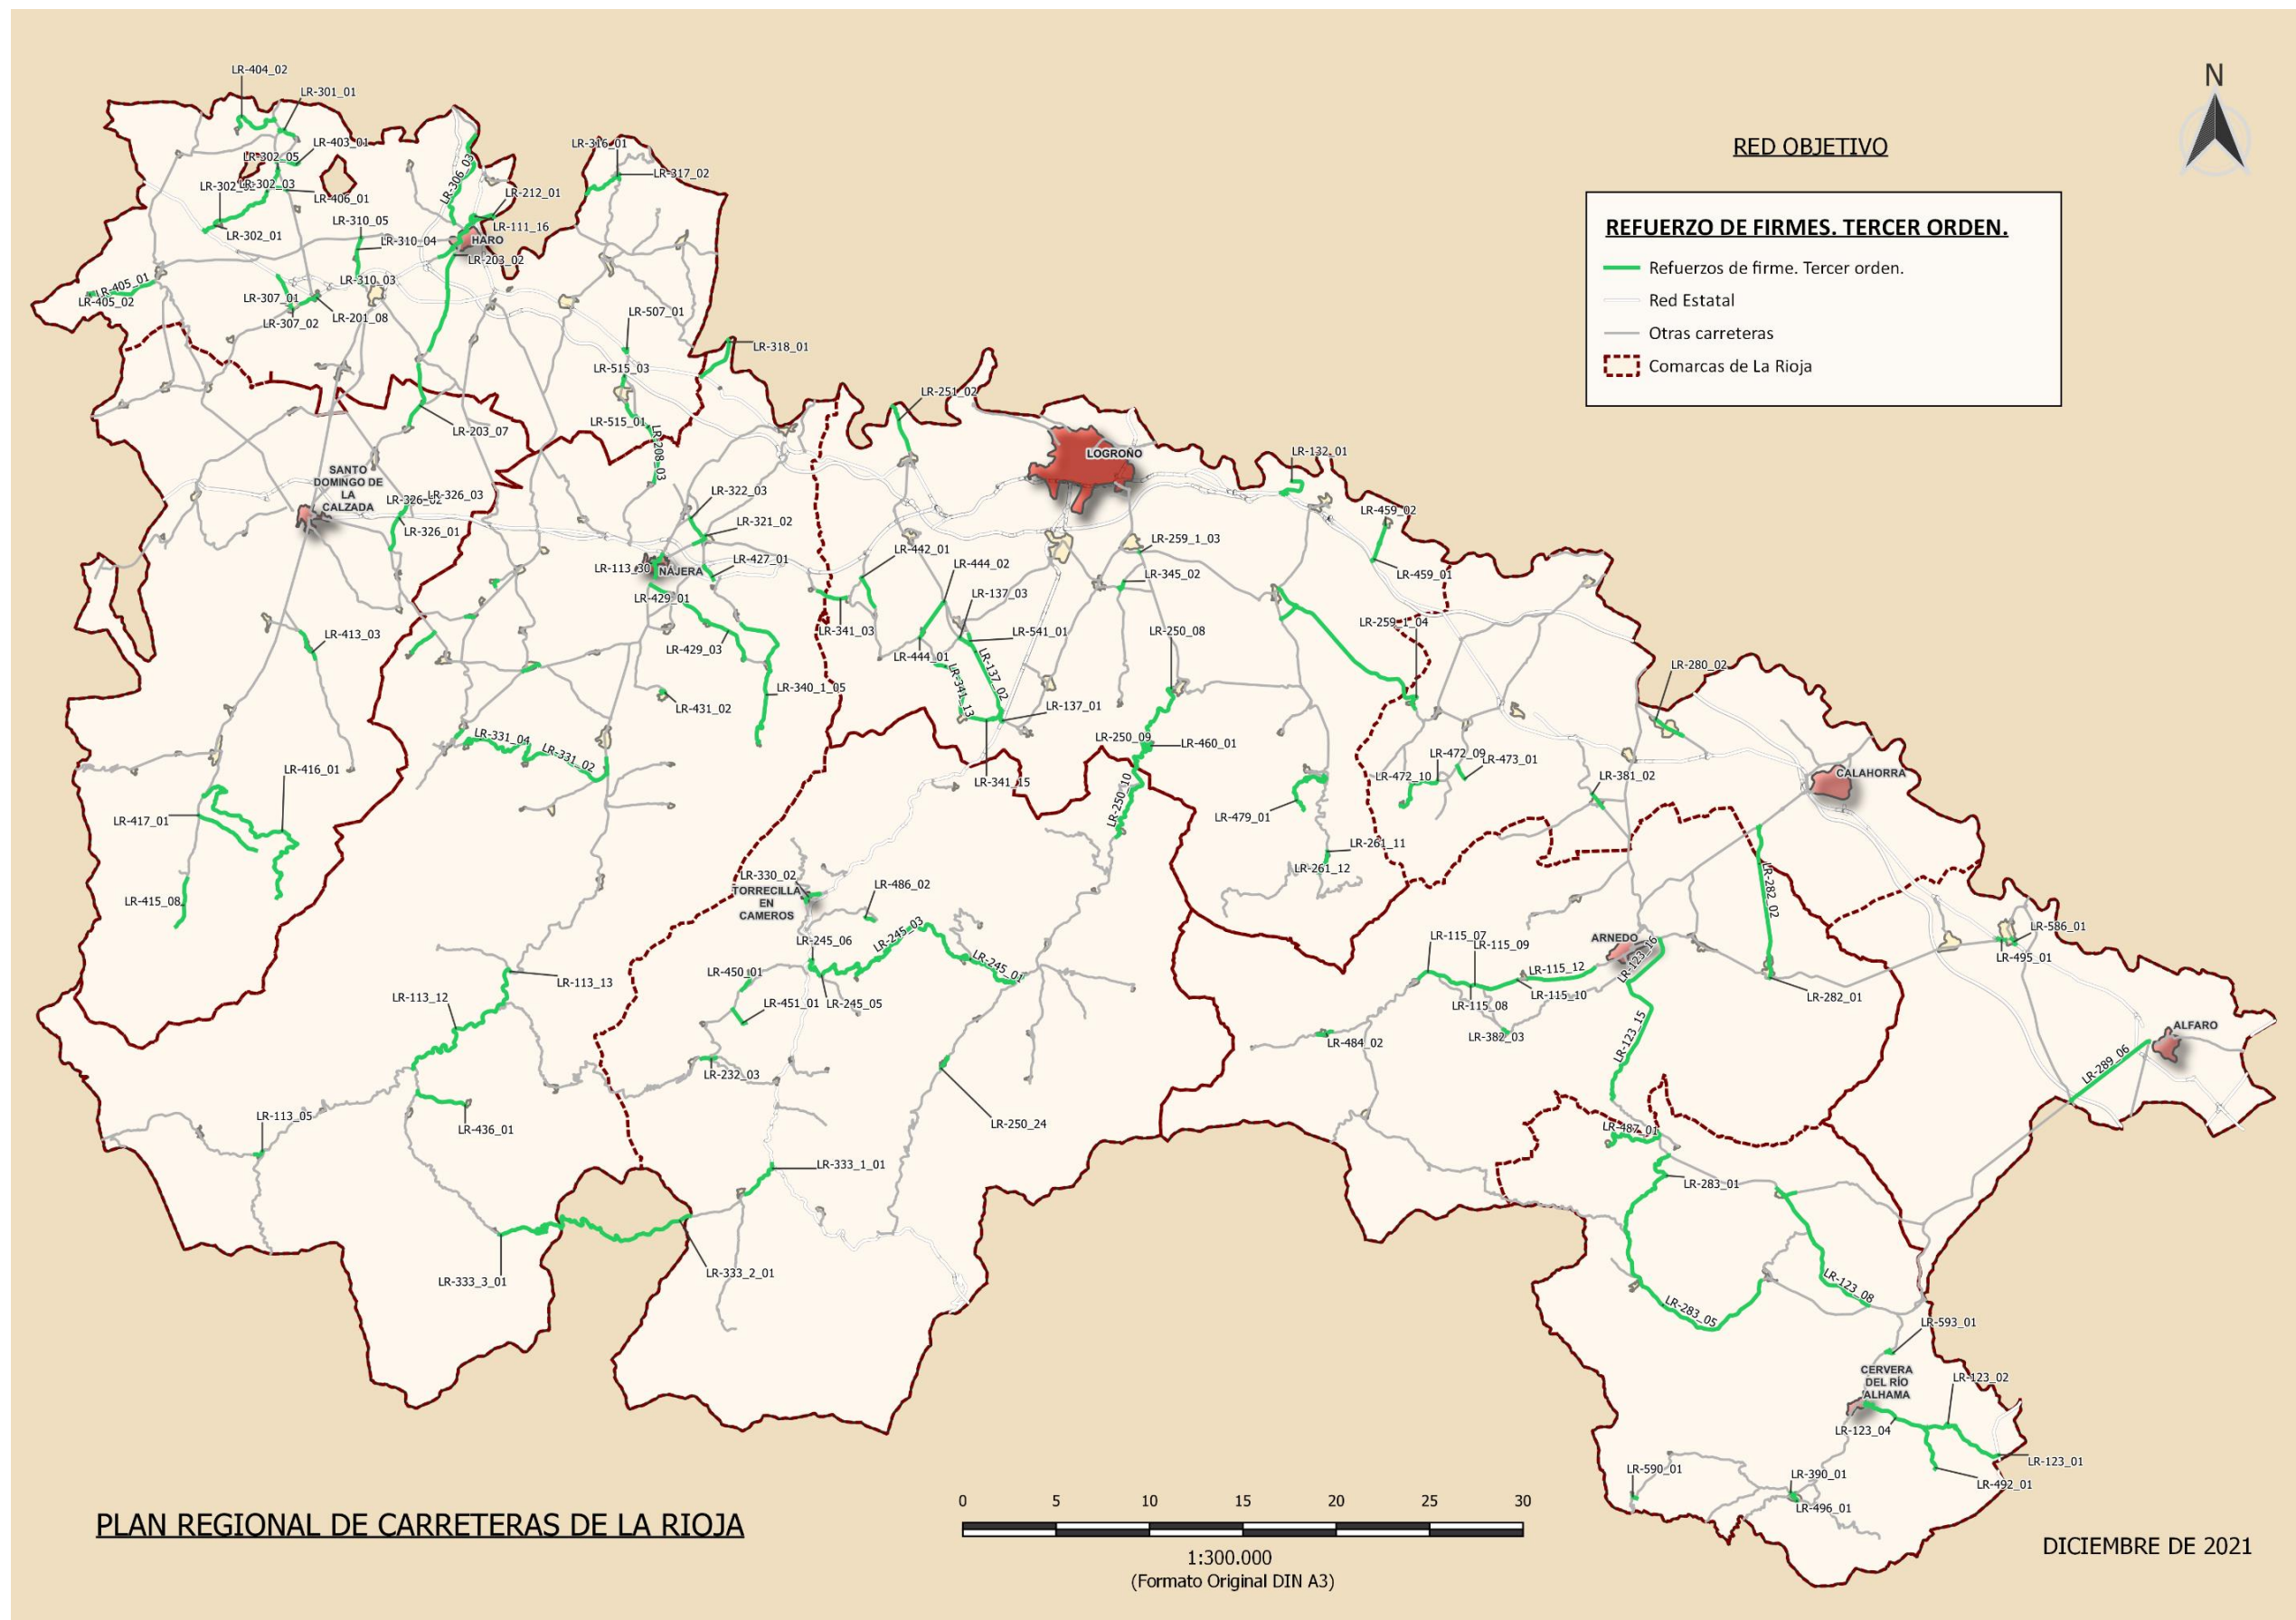 N
RED OBJETIVO
REFUERZO DE FIRMES. TERCER ORDEN.
Refuerzos de firme. Tercer orden.
Red Estatal
Otras carreteras
Comarcas de La Rioja
LR-404_02
LR-301_01
LR-403_01
LR-302_05
LR-302_03
LR-406_01
LR-302_01
LR-310_05
LR-310_04
LR-310_03
LR-306_03
LR-212_01
LR-111_16
HARO
LR-203_02
LR-316_01
LR-317_02
LR-405_01
LR-405_02
LR-307_01
LR-307_02
LR-201_08
LR-507_01
LR-318_01
LR-515_03
LR-515_01
LR-208_03
LR-203_07
LR-251_02
LOGROÑO
LR-132_01
SANTO
DOMINGO DE
LA
CALZADA
LR-326_02
LR-326_03
LR-326_01
LR-322_03
LR-321_02
LR-427_01
LR-113_30
NÁJERA
LR-429_01
LR-429_03
LR-442_01
LR-444_02
LR-137_03
LR-541_01
LR-341_03
LR-444_01
LR-137_02
LR-341_13
LR-137_01
LR-341_15
LR-259_1_03
LR-345_02
LR-250_08
LR-459_02
LR-459_01
LR-259_1_04
LR-280_02
LR-413_03
LR-431_02
LR-340_1_05
LR-331_04
LR-331_02
LR-250_09
LR-460_01
LR-250_10
LR-472_09
LR-473_01
LR-472_10
LR-381_02
CALAHORRA
LR-416_01
LR-417_01
LR-479_01
LR-261_11
LR-261_12
LR-282_02
LR-415_08
LR-330_02
TORRECILLA
EN
CAMEROS
LR-486_02
LR-245_06
LR-245_03
LR-245_01
LR-245_05
LR-450_01
LR-451_01
LR-232_03
LR-115_07
LR-115_09
LR-115_12
LR-115_10
LR-115_08
ARNEDO
LR-123_16
LR-282_01
LR-586_01
LR-495_01
LR-113_13
LR-113_12
LR-382_03
LR-484_02
LR-123_15
ALFARO
LR-289_06
LR-113_05
LR-436_01
LR-250_24
LR-487_01
LR-333_1_01
LR-283_01
LR-333_3_01
LR-333_2_01
LR-123_08
LR-283_05
LR-593_01
CERVERA
DEL RÍO
ALHAMA
LR-123_02
LR-123_04
LR-123_01
LR-492_01
LR-590_01
LR-390_01
LR-496_01
PLAN REGIONAL DE CARRETERAS DE LA RIOJA
0 5 10 15 20 25 30
1:300.000
(Formato Original DIN A3)
DICIEMBRE DE 2021